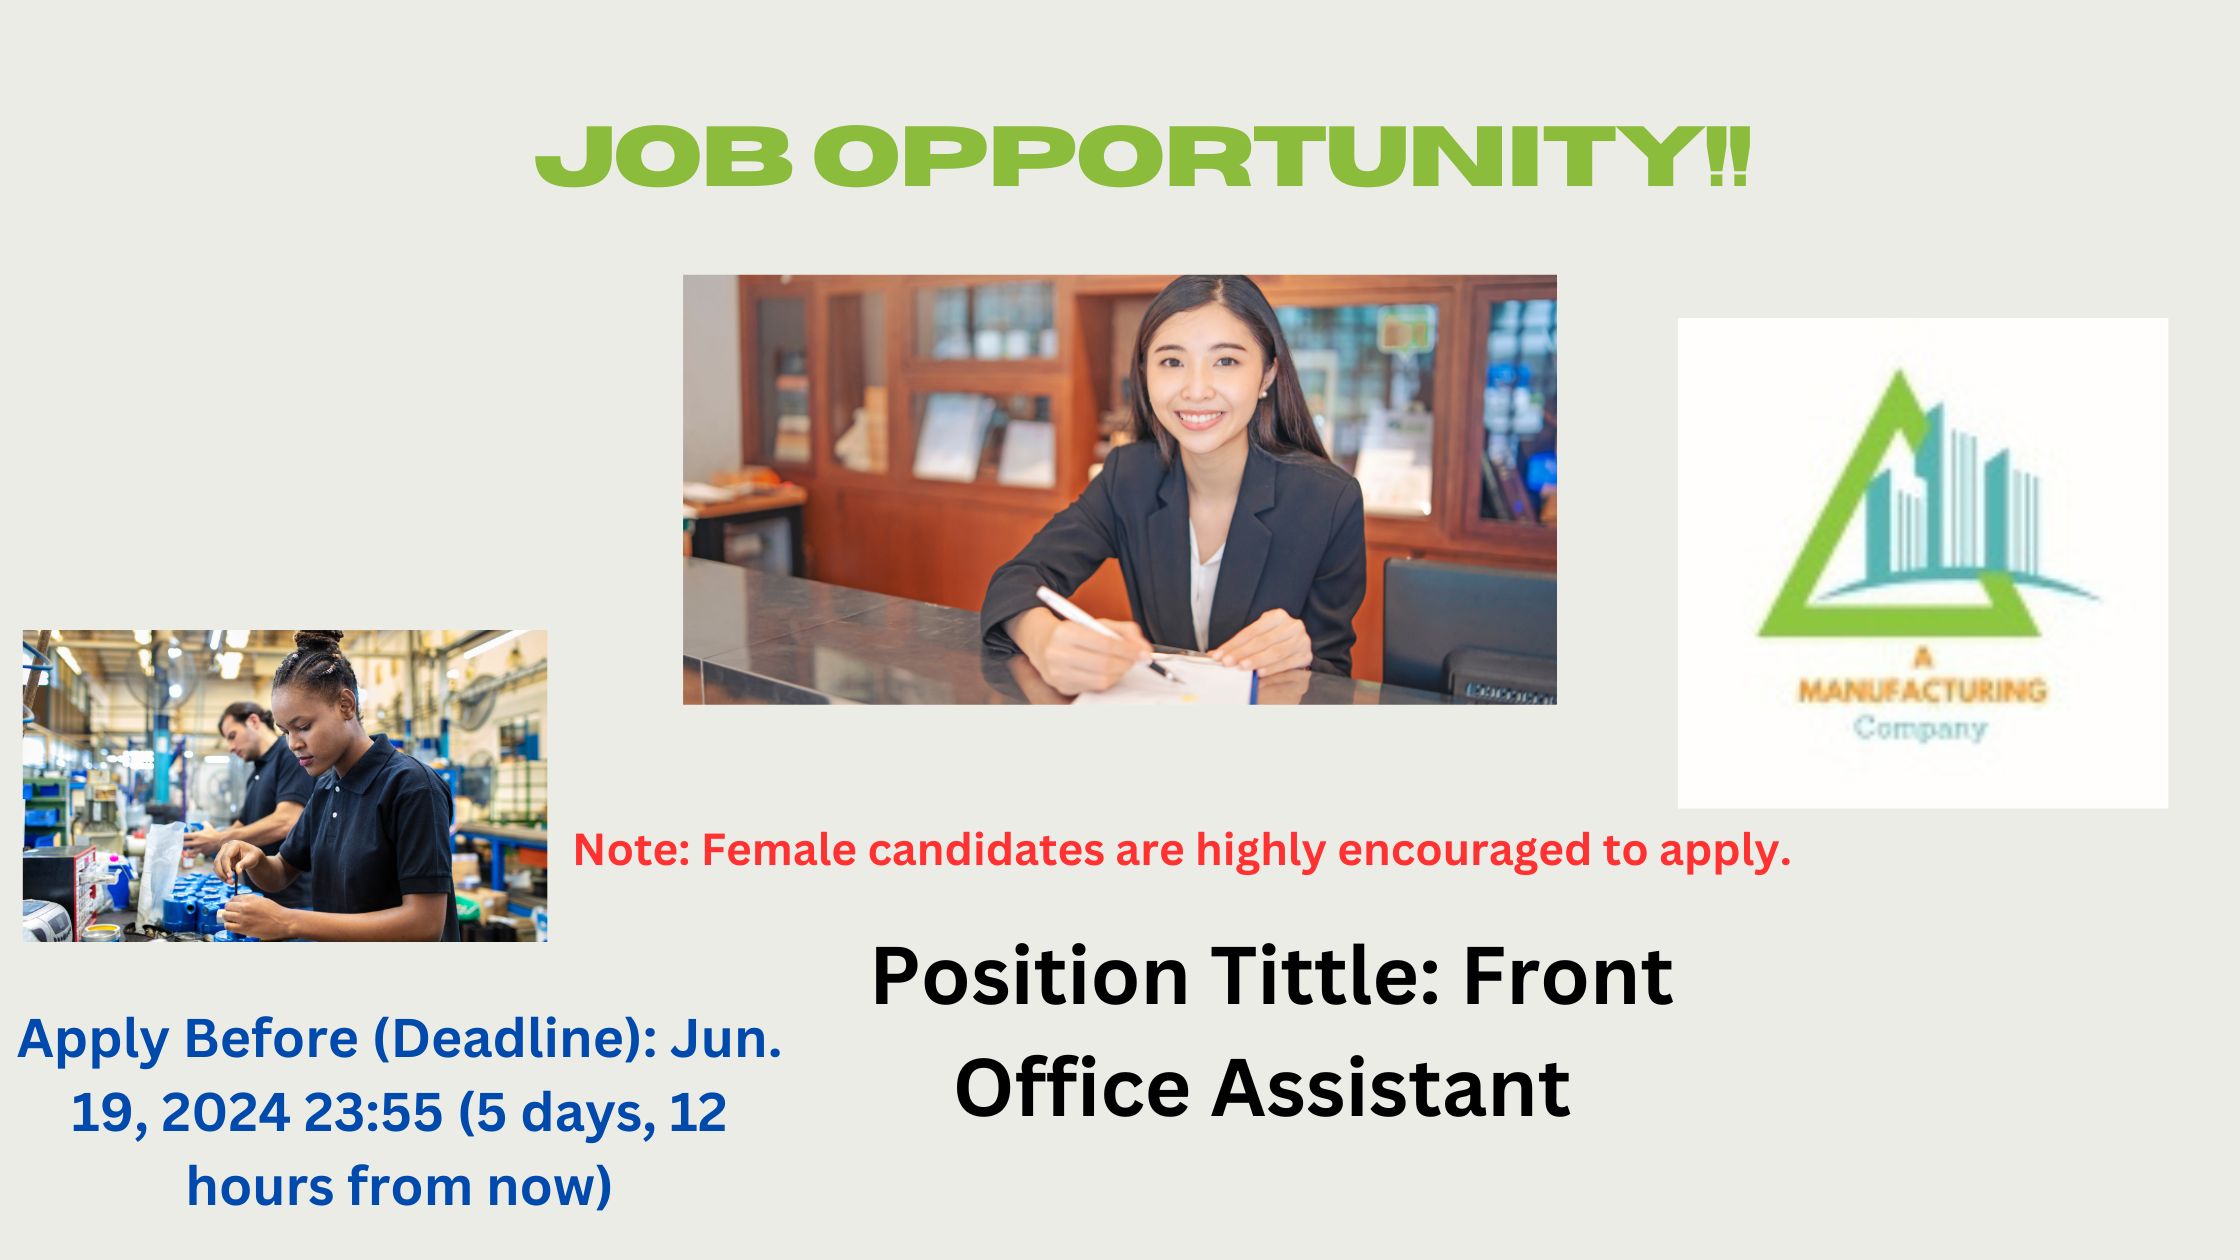 JOB OPPORTUNITY!!
A
MANUFACTURING
Company
Note: Female candidates are highly encouraged to apply.
Position Tittle: Front
Office Assistant
Apply Before (Deadline): Jun.
19, 2024 23:55 (5 days, 12
hours from now)